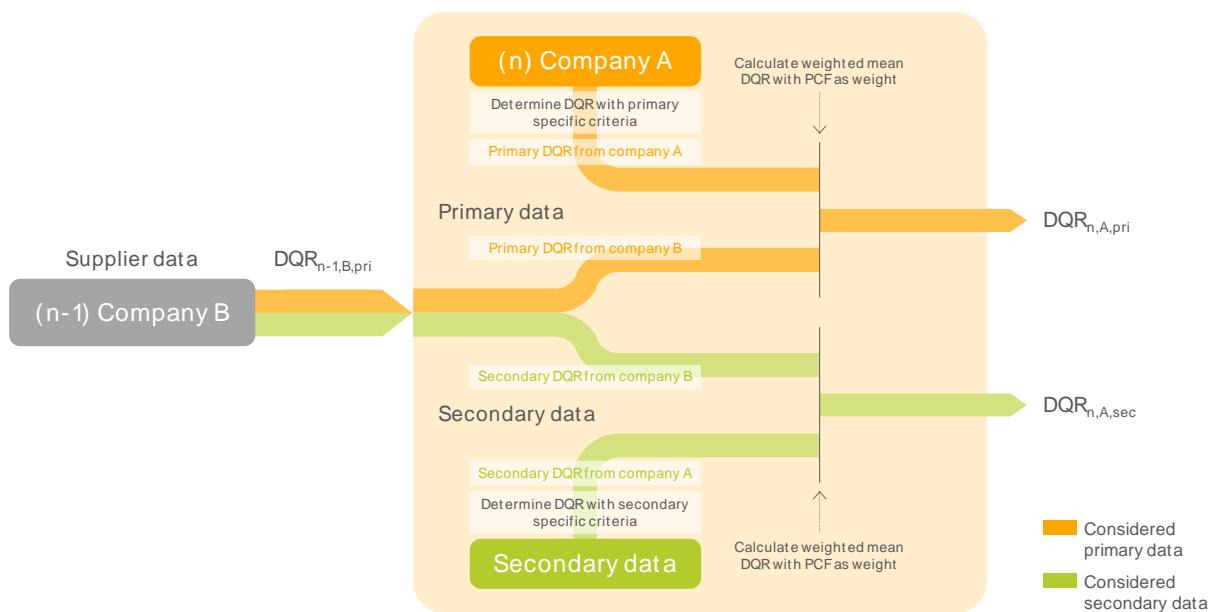 (n) Company A
Calculate weighted mean
DQR with PCF as weight
Determine DQR with primary
specific criteria
Primary DQR from company A
Primary data
DQRn,A,pri
Primary DQR from company B
Supplier data
DQRn-1,B,pri
(n-1) Company B
Secondary DQR from company B
Secondary data
DQRn,A,sec
Secondary DQR from company A
Determine DQR with secondary
specific criteria
Secondary data
Calculate weighted mean
DQR with PCF as weight
Considered
primary data
Considered
secondary data